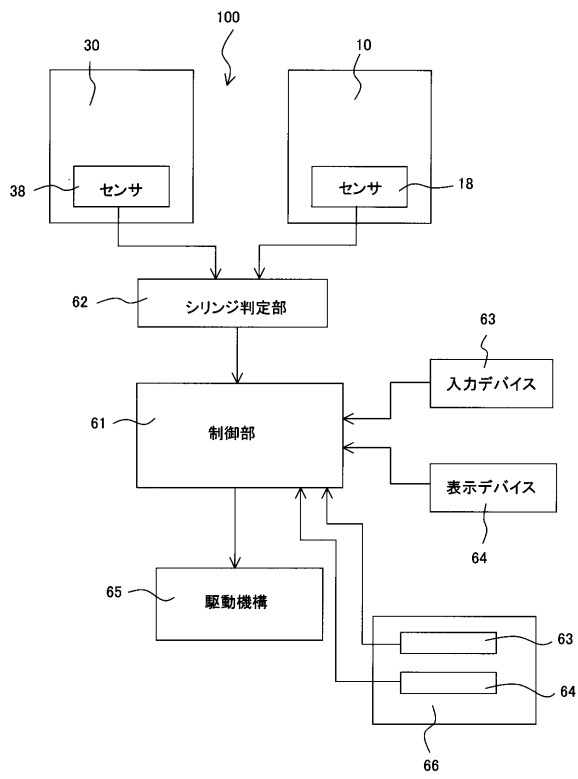 100
30
10
38
センサ
センサ
18
62
シリンジ判定部
63
入力デバイス
61
制御部
表示デバイス
64
65
駆動機構
63
64
66